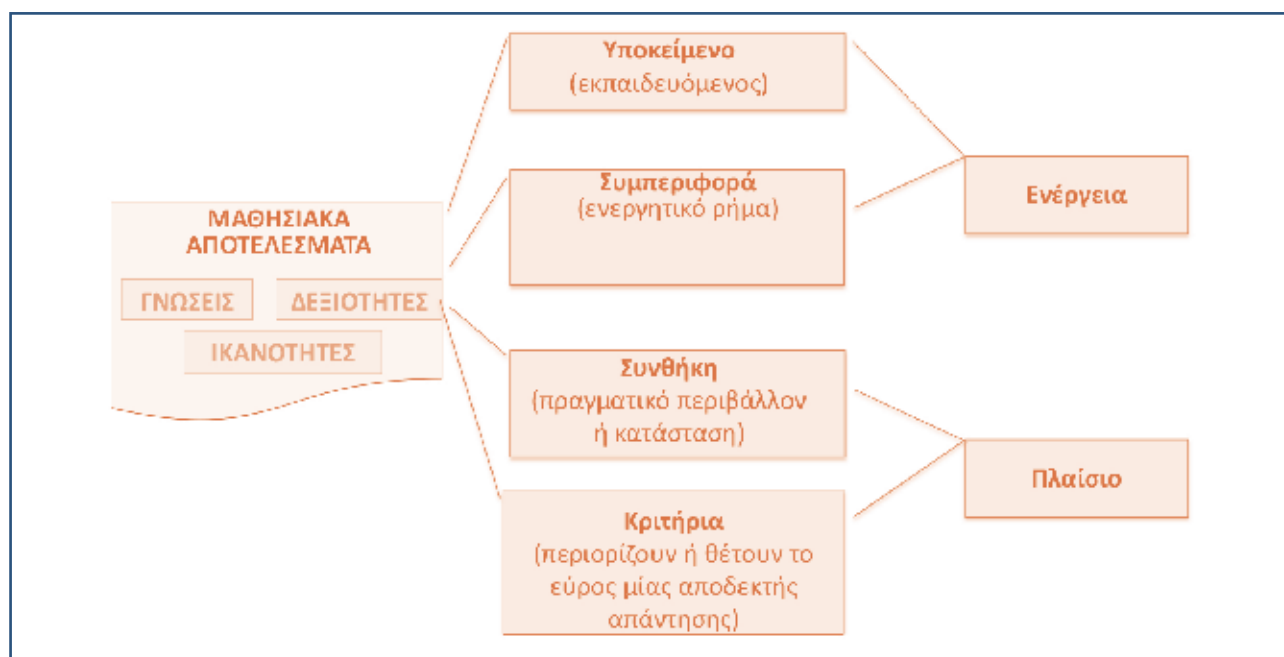 ΜΑΘΗΣΙΑΚΑ
ΑΠΟΤΕΛΕΣΜΑΤΑ
ΓΝΩΣΕΙΣ
ΔΕΞΙΟΤΗΤΕΣ
ΙΚΑΝΟΤΗΤΕΣ
Υποκείμενο
(εκπαιδευόμενος)
Συμπεριφορά
(ενεργητικό ρήμα)
Συνθήκη
(πραγματικό περιβάλλον
ή κατάσταση)
Κριτήρια
(περιορίζουν ή θέτουν το
εύρος μίας αποδεκτής
απάντησης)
Ενέργεια
Πλαίσιο